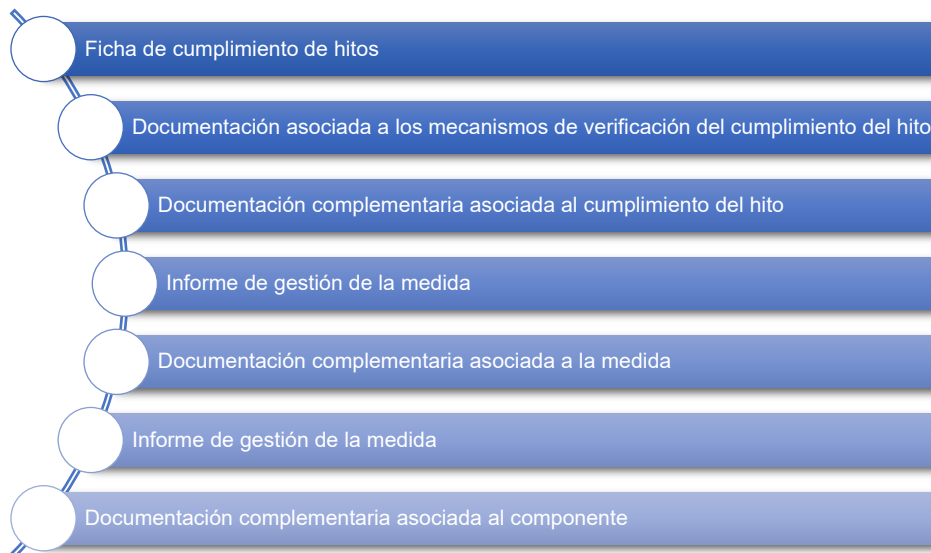 Ficha de cumplimiento de hitos
Documentación asociada a los mecanismos de verificación del cumplimiento del hito
Documentación complementaria asociada al cumplimiento del hito
Informe de gestión de la medida
Documentación complementaria asociada a la medida
Informe de gestión de la medida
Documentación complementaria asociada al componente